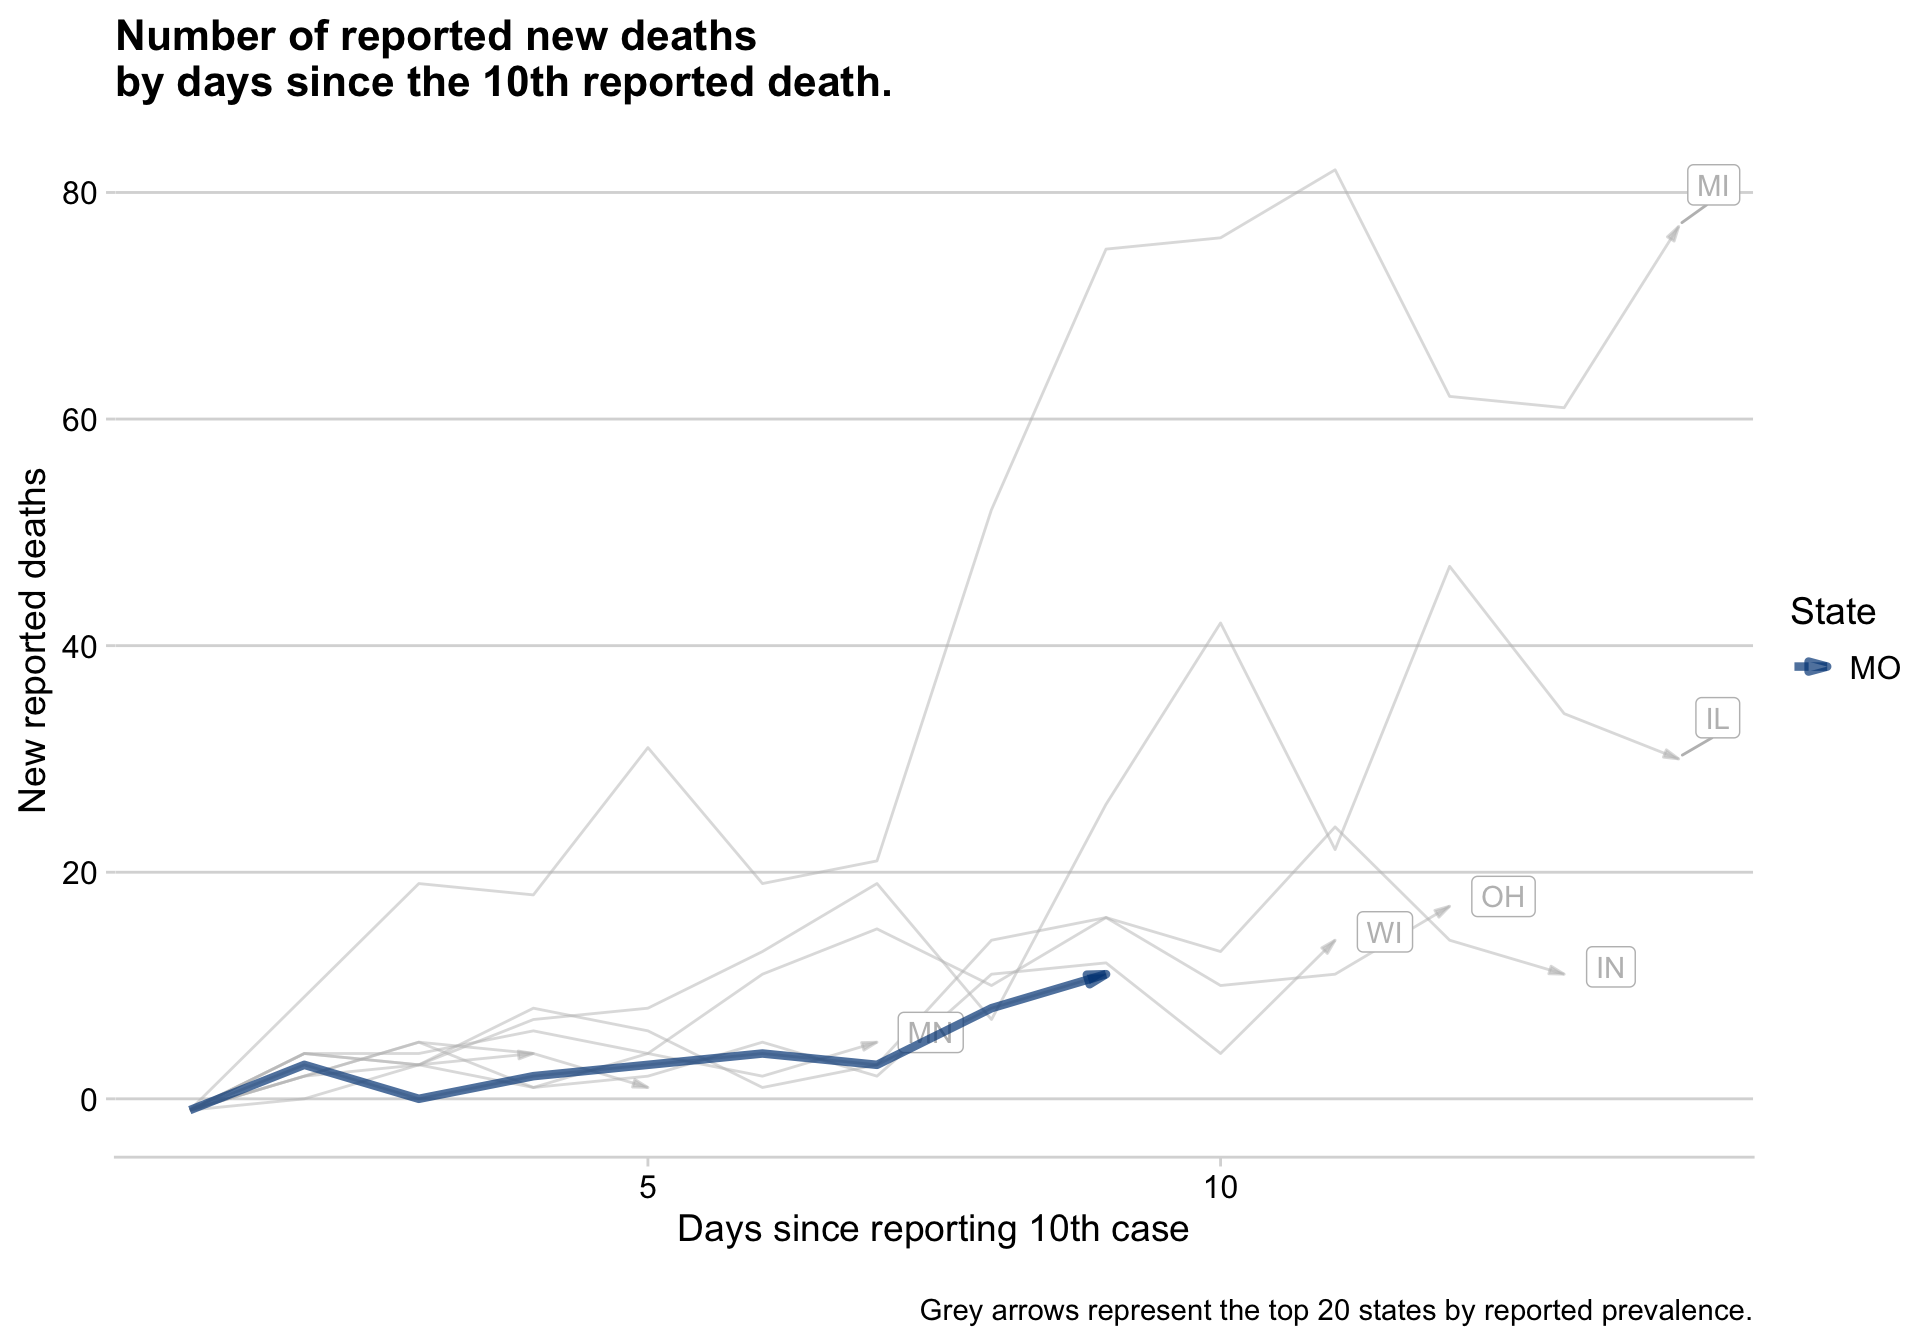 Number of reported new deaths
by days since the 10th reported death.
80
60
40
20
0
New reported deaths
MI
IL
OH
WI
IN
MN
State
MO
5
10
Days since reporting 10th case
Grey arrows represent the top 20 states by reported prevalence.